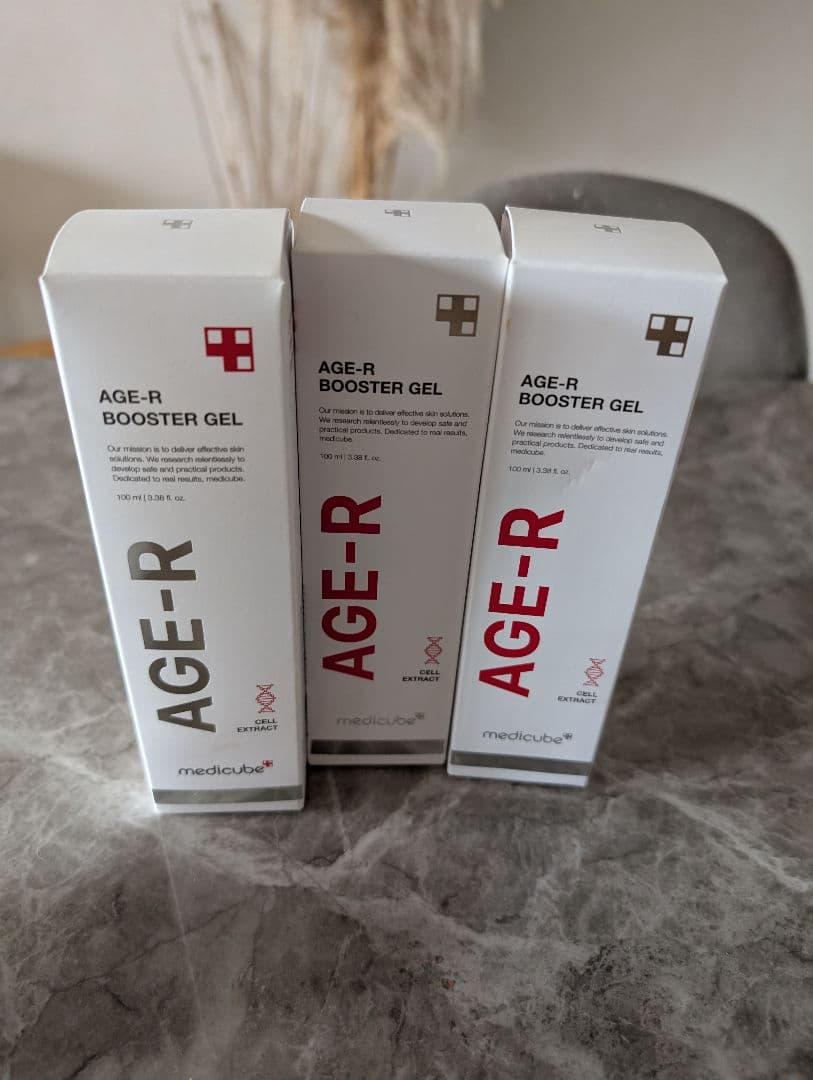 AGE-R
BOOSTER GEL
Our mission is to deliver effective skin
solutions. We research relentlessly to
develop safe and practical products.
Dedicated to real results, medicube.
100 ml | 3.38 fl. oz.
AGE-R
CELL
EXTRACT
medicube
AGE-R
BOOSTER GEL
Our mission is to deliver effective skin solutions.
We research relentlessly to develop safe and
practical products. Dedicated to real results,
medicube.
100 ml | 3.38 fl. oz.
AGE-R
CELL
EXTRACT
medicube
AGE-R
BOOSTER GEL
Our mission is to deliver effective skin solutions.
We research relentlessly to develop safe and
practical products. Dedicated to real results,
medicube.
100 ml | 3.38 fl. oz.
AGE-R
CELL
EXTRACT
medicube